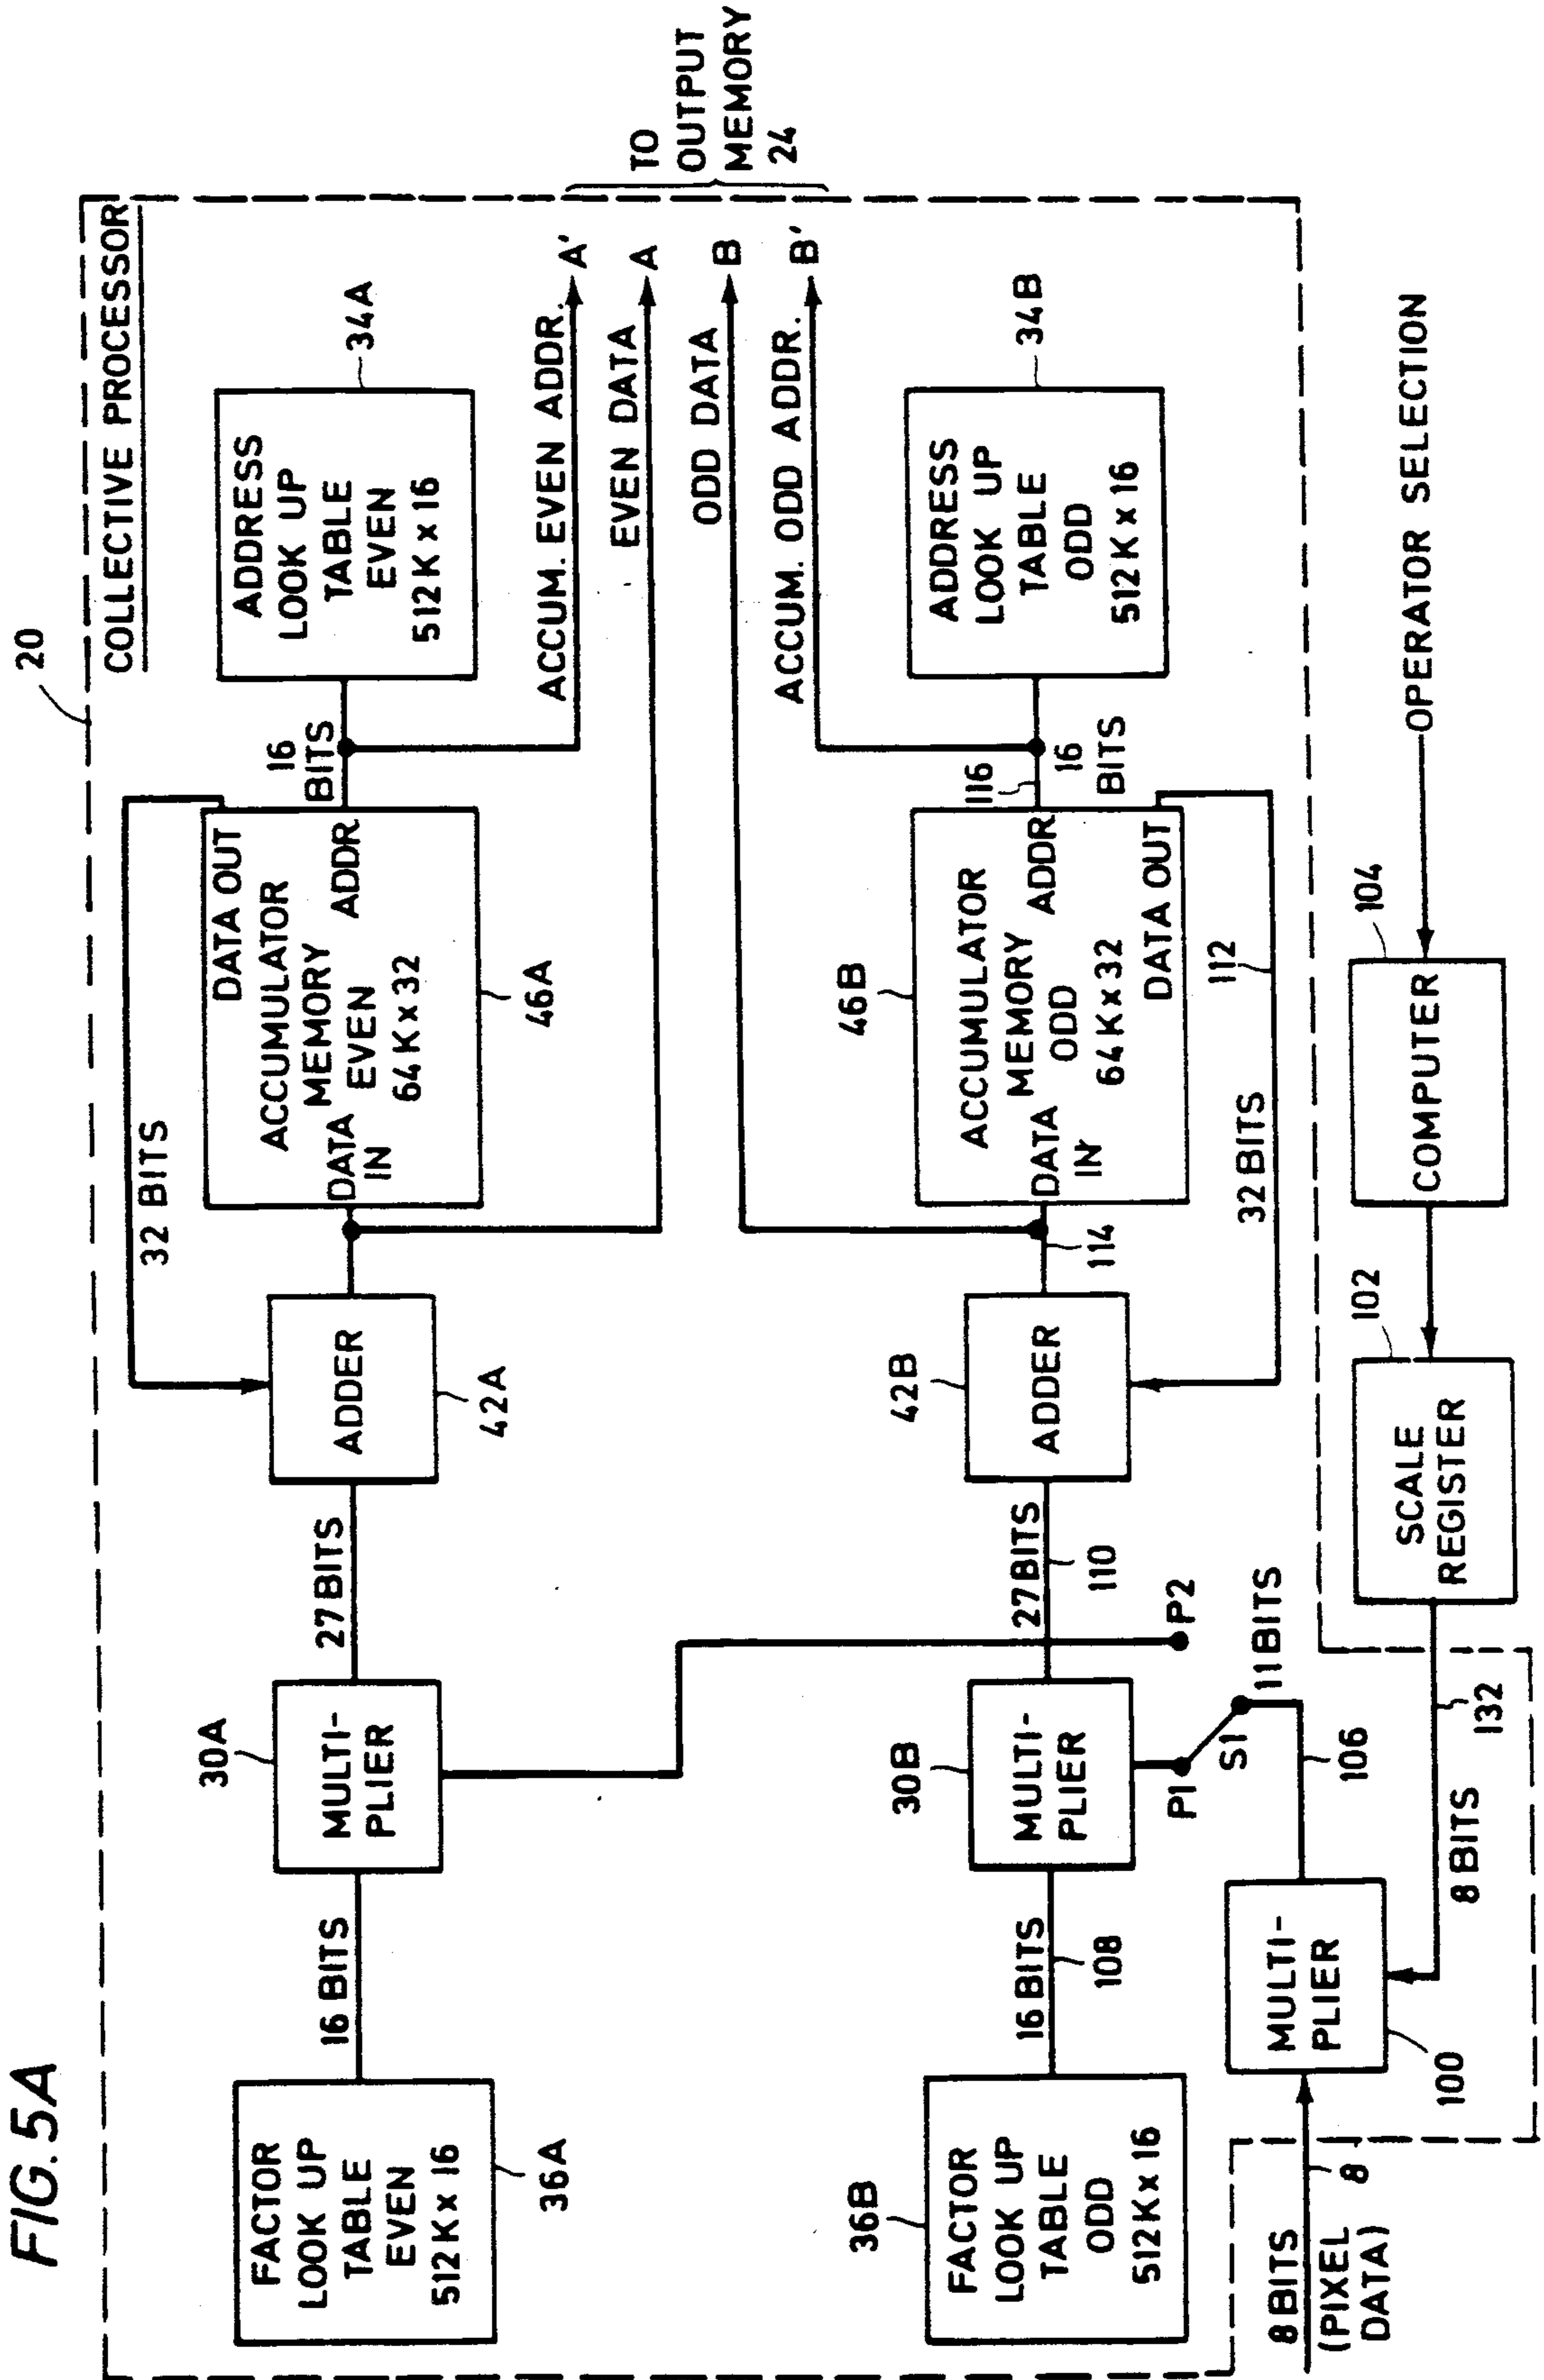 FIG. 5A
20
COLLECTIVE PROCESSOR
FACTOR
LOOK UP
TABLE
EVEN
512K x 16
36A
16 BITS
MULTI-
PLIER
30A
27 BITS
ADDER
42A
32 BITS
DATA OUT
ACCUMULATOR
MEMORY
EVEN
64K x 32
DATA
IN
ADDR
46A
16
BITS
ADDRESS
LOOK UP
TABLE
EVEN
512K x 16
34A
ACCUM. EVEN ADDR.
A'
EVEN DATA
A
ODD DATA
B
ACCUM. ODD ADDR.
B'
TO
OUTPUT
MEMORY
24
FACTOR
LOOK UP
TABLE
ODD
512K x 16
36B
16 BITS
108
MULTI-
PLIER
30B
27 BITS
110
P2
P1
S1
11 BITS
106
ADDER
42B
114
ACCUMULATOR
MEMORY
ODD
64K x 32
DATA
IN
ADDR
DATA OUT
46B
116
16
BITS
32 BITS
112
ADDRESS
LOOK UP
TABLE
ODD
512K x 16
34B
8 BITS
(PIXEL
DATA)
8
MULTI-
PLIER
100
8 BITS
132
SCALE
REGISTER
102
COMPUTER
104
OPERATOR SELECTION